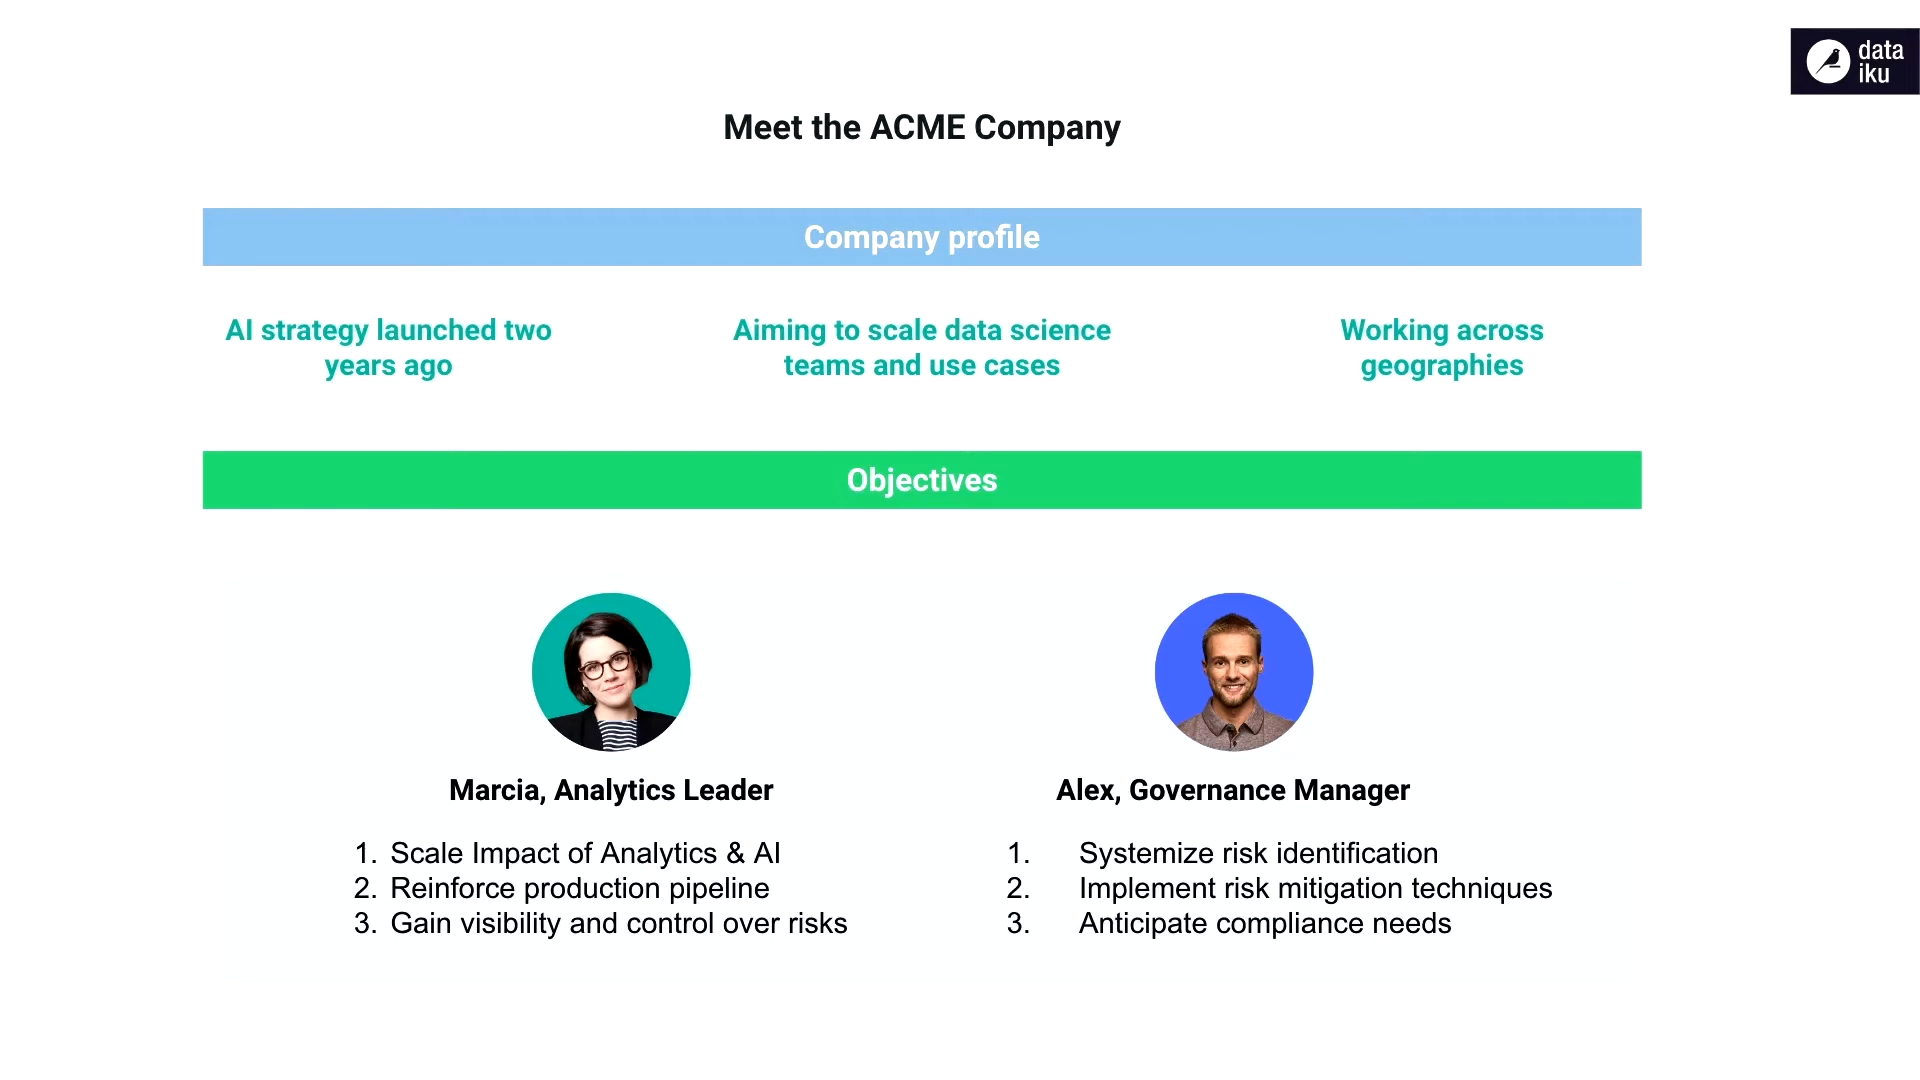 data
iku
Meet the ACME Company
Company profile
AI strategy launched two
years ago
Aiming to scale data science
teams and use cases
Working across
geographies
Objectives
Marcia, Analytics Leader
1. Scale Impact of Analytics & AI
2. Reinforce production pipeline
3. Gain visibility and control over risks
Alex, Governance Manager
1. Systemize risk identification
2. Implement risk mitigation techniques
3. Anticipate compliance needs